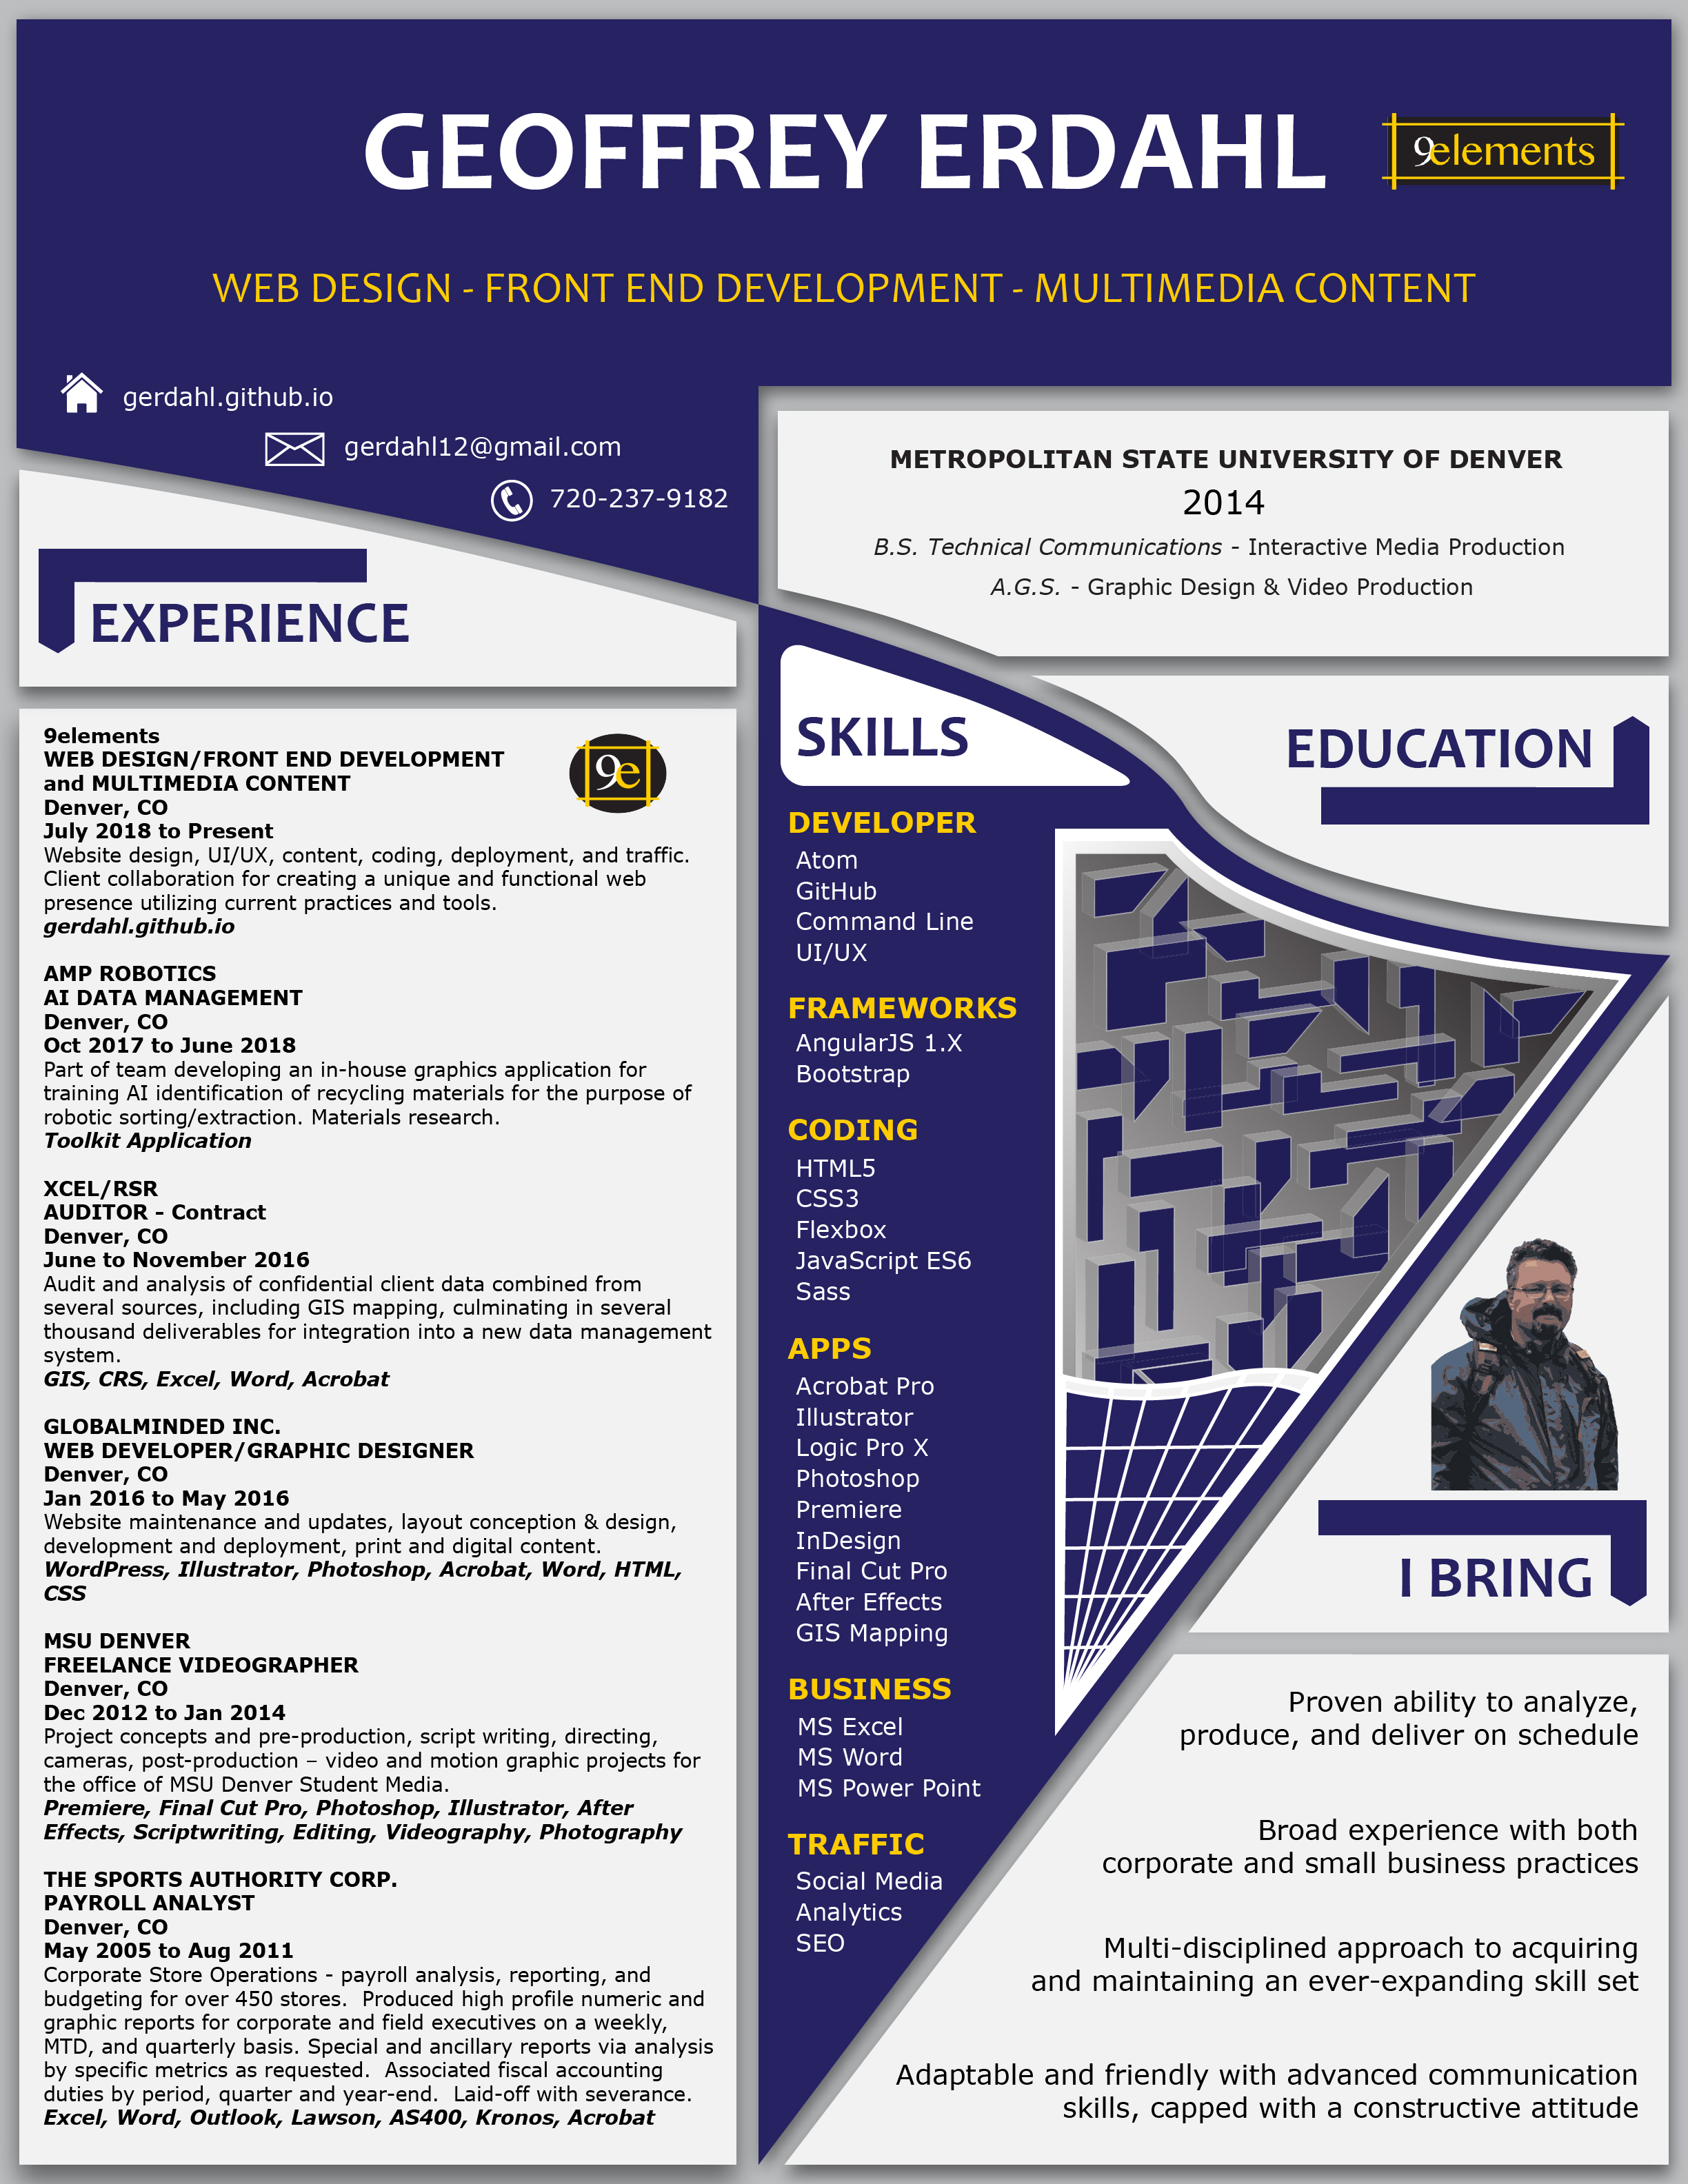 GEOFFREY ERDAHL
9elements
WEB DESIGN - FRONT END DEVELOPMENT - MULTIMEDIA CONTENT
gerdahl.github.io
gerdahl12@gmail.com
720-237-9182
EXPERIENCE
9elements
WEB DESIGN/FRONT END DEVELOPMENT
and MULTIMEDIA CONTENT
Denver, CO
July 2018 to Present
9e
Website design, UI/UX, content, coding, deployment, and traffic.
Client collaboration for creating a unique and functional web
presence utilizing current practices and tools.
gerdahl.github.io
AMP ROBOTICS
AI DATA MANAGEMENT
Denver, CO
Oct 2017 to June 2018
Part of team developing an in-house graphics application for
training AI identification of recycling materials for the purpose of
robotic sorting/extraction. Materials research.
Toolkit Application
XCEL/RSR
AUDITOR - Contract
Denver, CO
June to November 2016
Audit and analysis of confidential client data combined from
several sources, including GIS mapping, culminating in several
thousand deliverables for integration into a new data management
system.
GIS, CRS, Excel, Word, Acrobat
GLOBALMINDED INC.
WEB DEVELOPER/GRAPHIC DESIGNER
Denver, CO
Jan 2016 to May 2016
Website maintenance and updates, layout conception & design,
development and deployment, print and digital content.
WordPress, Illustrator, Photoshop, Acrobat, Word, HTML,
CSS
MSU DENVER
FREELANCE VIDEOGRAPHER
Denver, CO
Dec 2012 to Jan 2014
Project concepts and pre-production, script writing, directing,
cameras, post-production – video and motion graphic projects for
the office of MSU Denver Student Media.
Premiere, Final Cut Pro, Photoshop, Illustrator, After
Effects, Scriptwriting, Editing, Videography, Photography
THE SPORTS AUTHORITY CORP.
PAYROLL ANALYST
Denver, CO
May 2005 to Aug 2011
Corporate Store Operations - payroll analysis, reporting, and
budgeting for over 450 stores.  Produced high profile numeric and
graphic reports for corporate and field executives on a weekly,
MTD, and quarterly basis. Special and ancillary reports via analysis
by specific metrics as requested.  Associated fiscal accounting
duties by period, quarter and year-end.  Laid-off with severance.
Excel, Word, Outlook, Lawson, AS400, Kronos, Acrobat
METROPOLITAN STATE UNIVERSITY OF DENVER
2014
B.S. Technical Communications - Interactive Media Production
A.G.S. - Graphic Design & Video Production
EDUCATION
SKILLS
DEVELOPER
Atom
GitHub
Command Line
UI/UX
FRAMEWORKS
AngularJS 1.X
Bootstrap
CODING
HTML5
CSS3
Flexbox
JavaScript ES6
Sass
APPS
Acrobat Pro
Illustrator
Logic Pro X
Photoshop
Premiere
InDesign
Final Cut Pro
After Effects
GIS Mapping
BUSINESS
MS Excel
MS Word
MS Power Point
TRAFFIC
Social Media
Analytics
SEO
I BRING
Proven ability to analyze,
produce, and deliver on schedule
Broad experience with both
corporate and small business practices
Multi-disciplined approach to acquiring
and maintaining an ever-expanding skill set
Adaptable and friendly with advanced communication
skills, capped with a constructive attitude